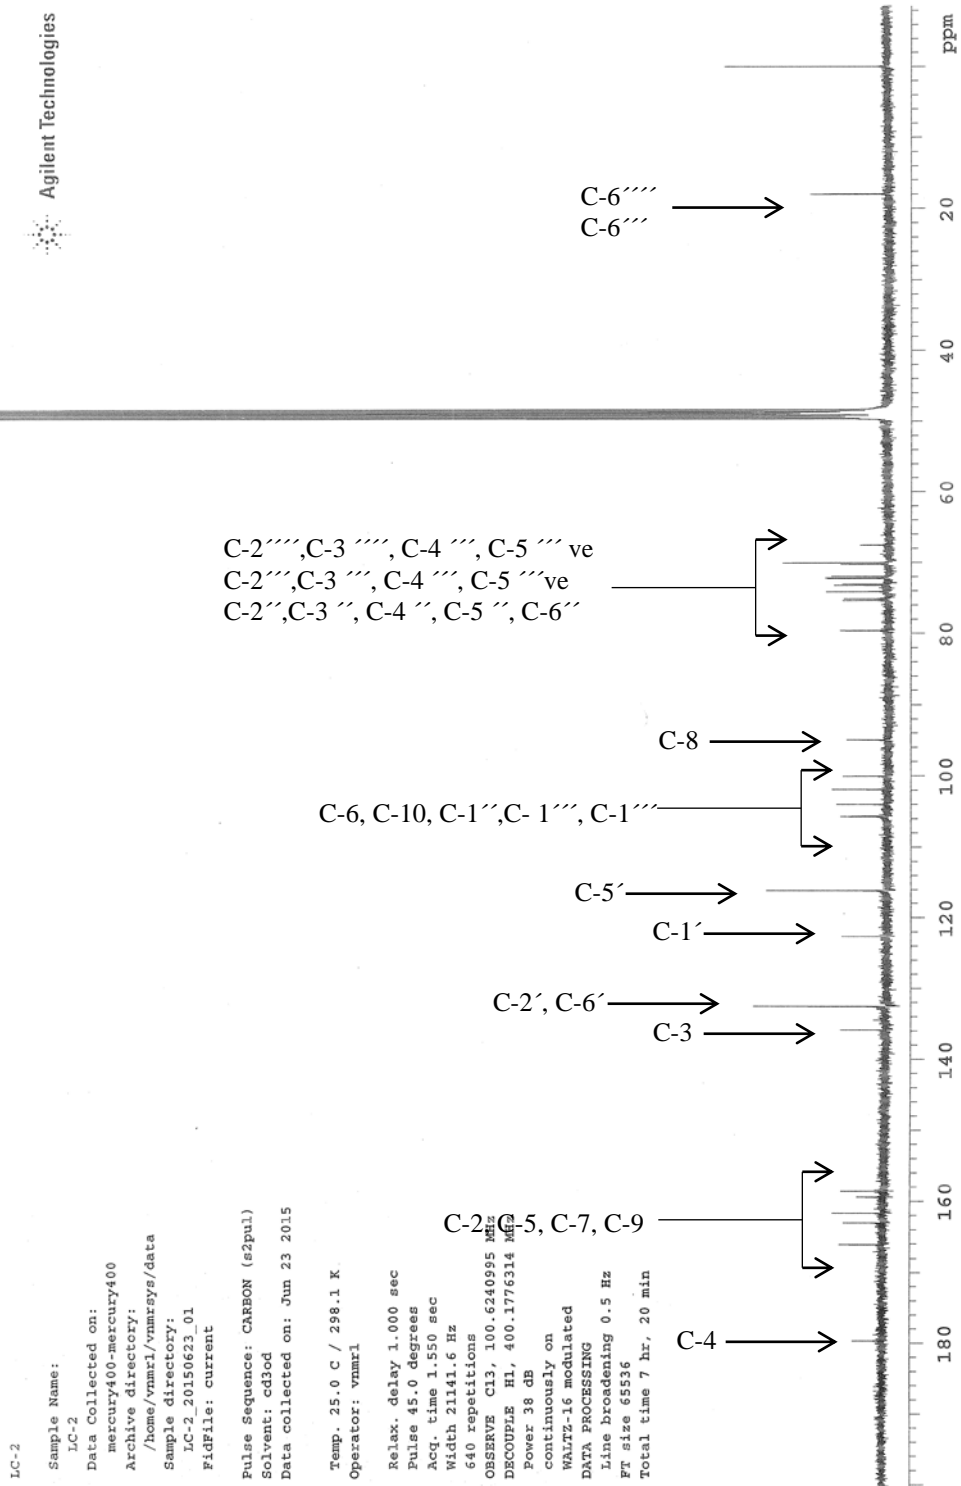 LC-2
Sample Name:
LC-2
Data Collected on:
mercury400-mercury400
Archive directory:
/home/vnmr1/vnmrsys/data
Sample directory:
LC-2_20150623_01
FidFile: current
Pulse Sequence: CARBON (s2pul)
Solvent: cd3od
Data collected on: Jun 23 2015
Temp. 25.0 C / 298.1 K
Operator: vnmr1
Relax. delay 1.000 sec
Pulse 45.0 degrees
Acq. time 1.550 sec
Width 21141.6 Hz
640 repetitions
OBSERVE C13, 100.6240995 MHz
DECOUPLE H1, 400.1776314 MHz
Power 38 dB
continuously on
WALTZ-16 modulated
DATA PROCESSING
Line broadening 0.5 Hz
FT size 65536
Total time 7 hr, 20 min
Agilent Technologies
C-6´´´´
C-6´´´
C-2´´´´,C-3 ´´´´, C-4 ´´´, C-5 ´´´ ve
C-2´´´,C-3 ´´´, C-4 ´´´, C-5 ´´´ve
C-2´´,C-3 ´´, C-4 ´´, C-5 ´´, C-6´´
C-8
C-6, C-10, C-1´´,C- 1´´´, C-1´´´
C-5´
C-1´
C-2´, C-6´
C-3
C-2, C-5, C-7, C-9
C-4
180 160 140 120 100 80 60 40 20 ppm